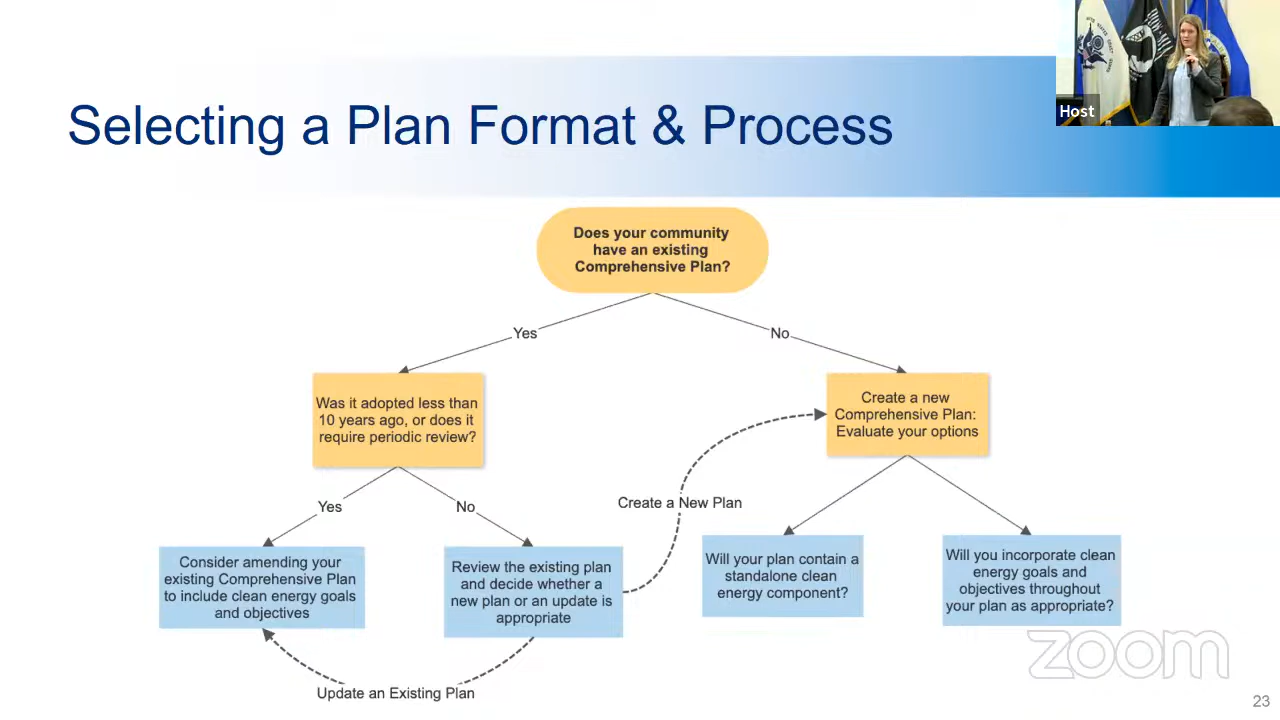 Host
Selecting a Plan Format & Process
Does your community
have an existing
Comprehensive Plan?
Yes
No
Was it adopted less than
10 years ago, or does it
require periodic review?
Create a new
Comprehensive Plan:
Evaluate your options
Yes
No
Create a New Plan
Consider amending your
existing Comprehensive Plan
to include clean energy goals
and objectives
Review the existing plan
and decide whether a
new plan or an update is
appropriate
Will your plan contain a
standalone clean
energy component?
Will you incorporate clean
energy goals and
objectives throughout
your plan as appropriate?
Update an Existing Plan
zoom
23